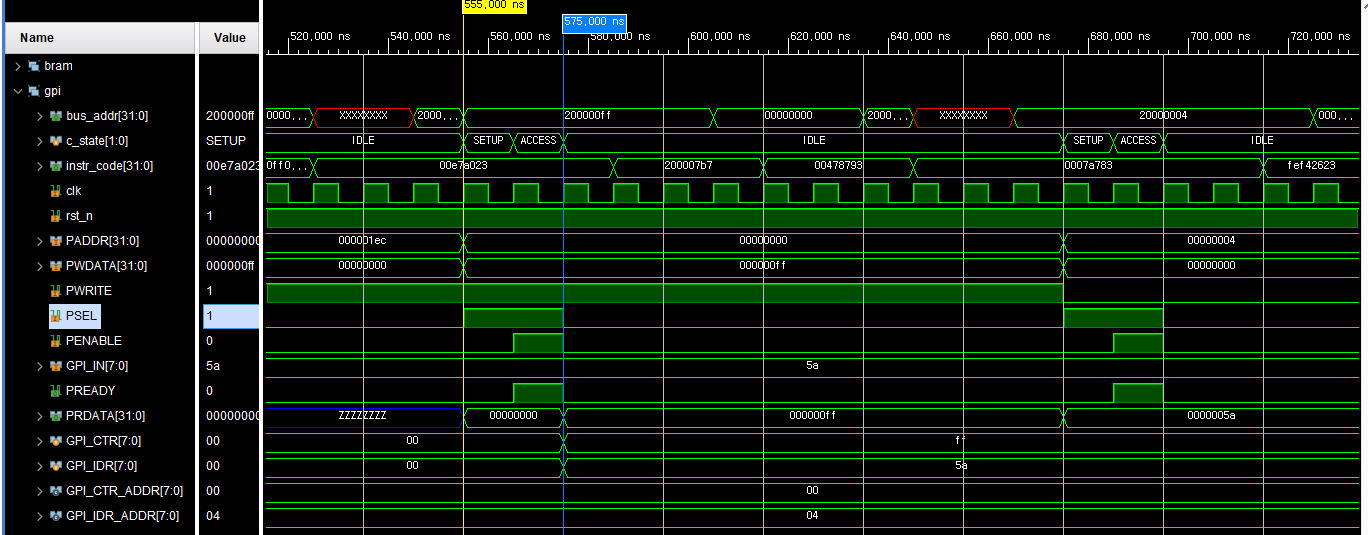 555,000 ns
575,000 ns
520,000 ns 540,000 ns 560,000 ns 580,000 ns 600,000 ns 620,000 ns 640,000 ns 660,000 ns 680,000 ns 700,000 ns 720,000 ns
Name Value
bram
gpi
bus_addr[31:0] 200000ff 0000,.. XXXXXXXX 2000,.. 200000ff 00000000 2000,.. XXXXXXXX 20000004 000,..
c_state[1:0] SETUP IDLE SETUP ACCESS IDLE SETUP ACCESS IDLE
instr_code[31:0] 00e7a023 0ff0,.. 00e7a023 200007b7 00478793 0007a783 fef42623
clk 1
rst_n 1
PADDR[31:0] 00000000 000001ec 00000000 00000004
PWDATA[31:0] 000000ff 00000000 000000ff 00000000
PWRITE 1
PSEL 1
PENABLE 0
GPI_IN[7:0] 5a 5a
PREADY 0
PRDATA[31:0] 00000000 ZZZZZZZZ 00000000 000000ff 0000005a
GPI_CTR[7:0] 00 00 ff
GPI_IDR[7:0] 00 00 5a
GPI_CTR_ADDR[7:0] 00 00
GPI_IDR_ADDR[7:0] 04 04